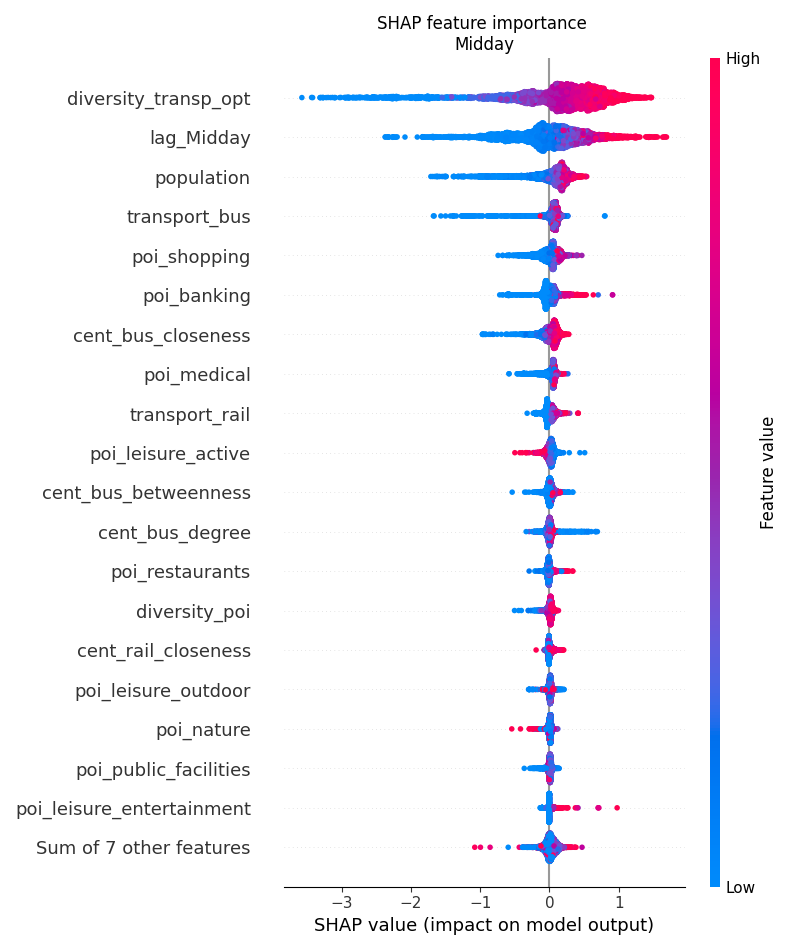 SHAP feature importance
Midday
High
diversity_transp_opt
lag_Midday
population
transport_bus
poi_shopping
poi_banking
cent_bus_closeness
poi_medical
transport_rail
poi_leisure_active
cent_bus_betweenness
cent_bus_degree
poi_restaurants
diversity_poi
cent_rail_closeness
poi_leisure_outdoor
poi_nature
poi_public_facilities
poi_leisure_entertainment
Sum of 7 other features
Feature value
Low
−3 −2 −1 0 1
SHAP value (impact on model output)